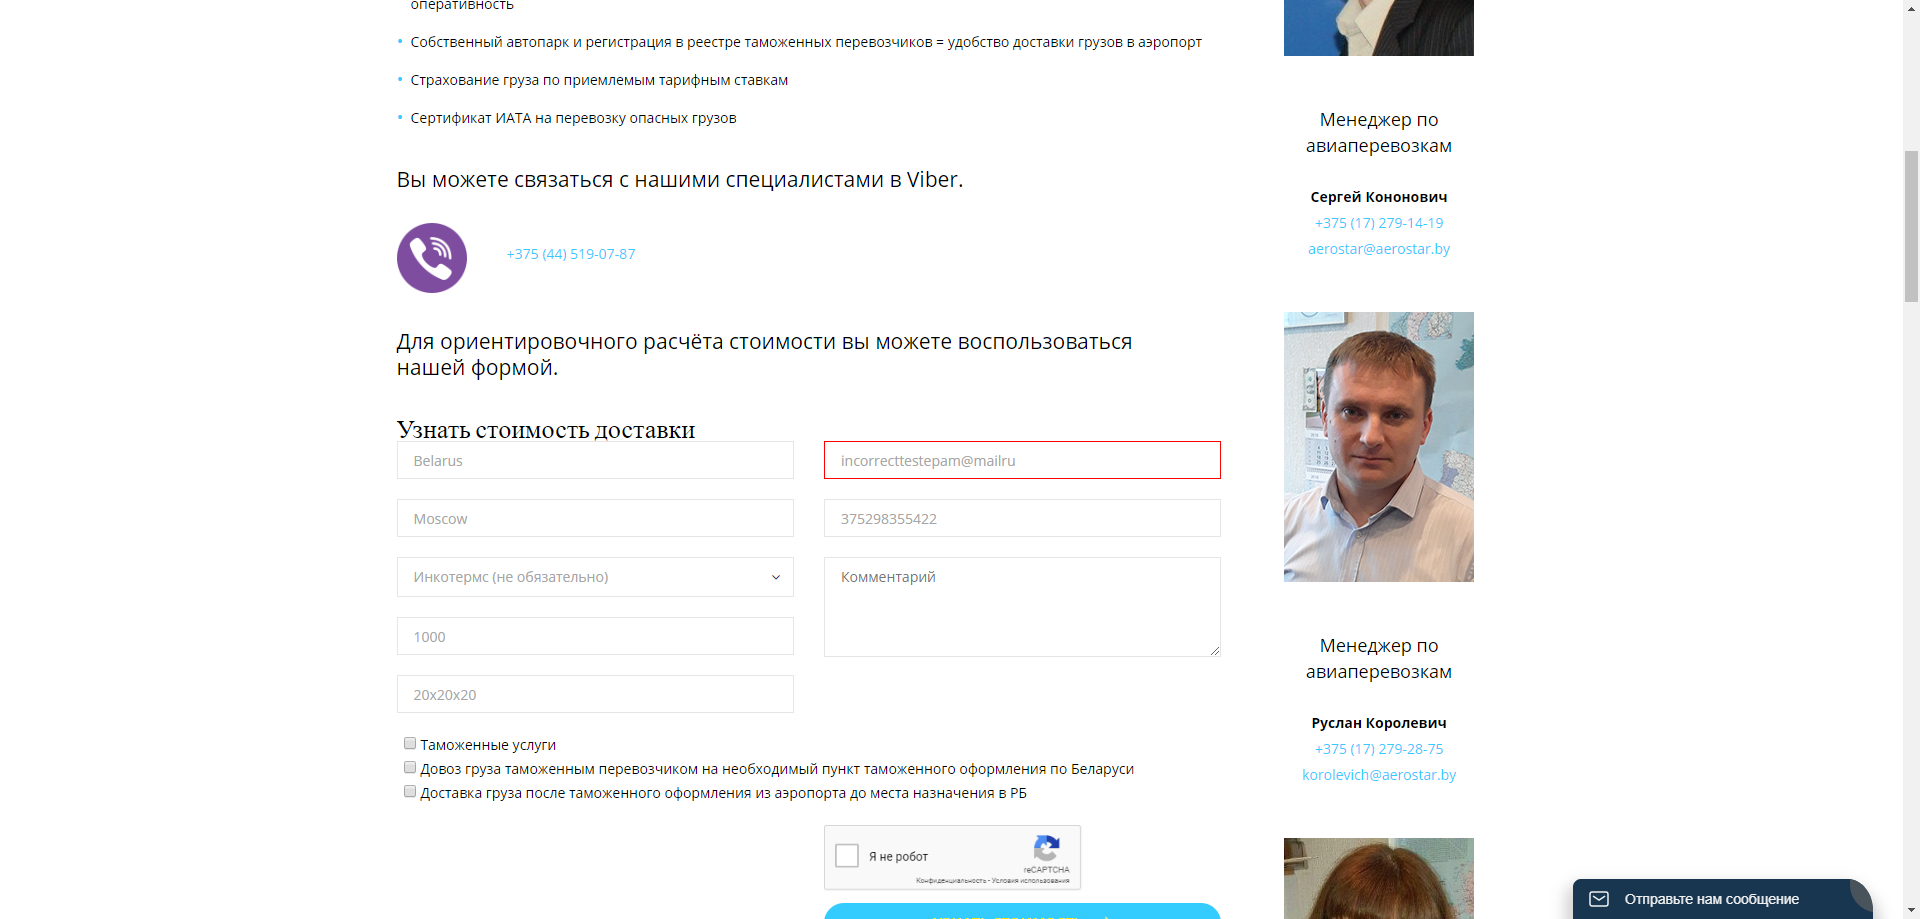 оперативность
Собственный автопарк и регистрация в реестре таможенных перевозчиков = удобство доставки грузов в аэропорт
Страхование груза по приемлемым тарифным ставкам
Сертификат ИАТА на перевозку опасных грузов
Вы можете связаться с нашими специалистами в Viber.
+375 (44) 519-07-87
Для ориентировочного расчёта стоимости вы можете воспользоваться
нашей формой.
Узнать стоимость доставки
Belarus
incorrecttestepam@mailru
Moscow
375298355422
Инкотермс (не обязательно)
Комментарий
1000
20x20x20
Таможенные услуги
Довоз груза таможенным перевозчиком на необходимый пункт таможенного оформления по Беларуси
Доставка груза после таможенного оформления из аэропорта до места назначения в РБ
Я не робот
reCAPTCHA
Конфиденциальность - Условия использования
Менеджер по
авиаперевозкам
Сергей Кононович
+375 (17) 279-14-19
aerostar@aerostar.by
Менеджер по
авиаперевозкам
Руслан Королевич
+375 (17) 279-28-75
korolevich@aerostar.by
Отправьте нам сообщение